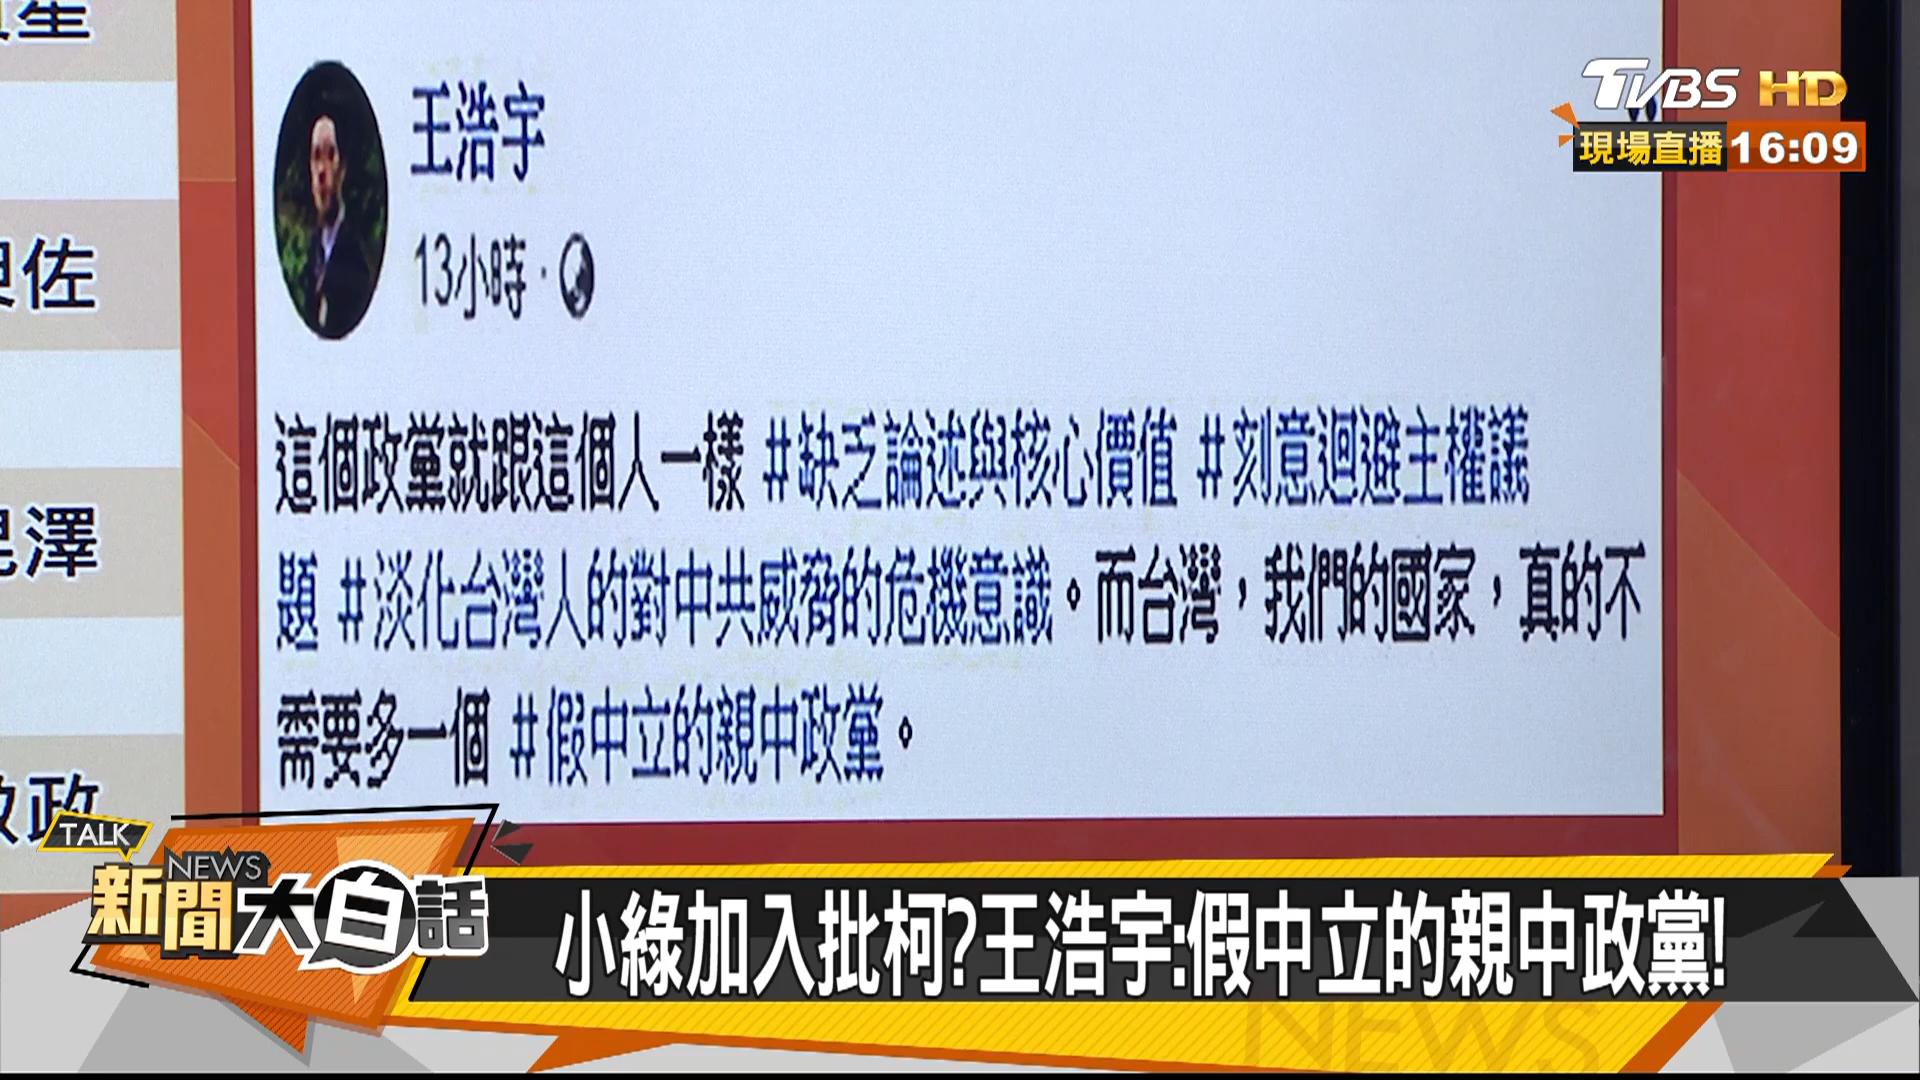 TVBS HD
現場直播 16:09
王浩宇
13小時 ·
這個政黨就跟這個人一樣 #缺乏論述與核心價值 #刻意迴避主權議
題 #淡化台灣人的對中共威脅的危機意識。而台灣,我們的國家,真的不
需要多一個 #假中立的親中政黨。
佐
澤
政
TALK
NEWS
新聞大白話
小綠加入批柯?王浩宇:假中立的親中政黨!
NEWS